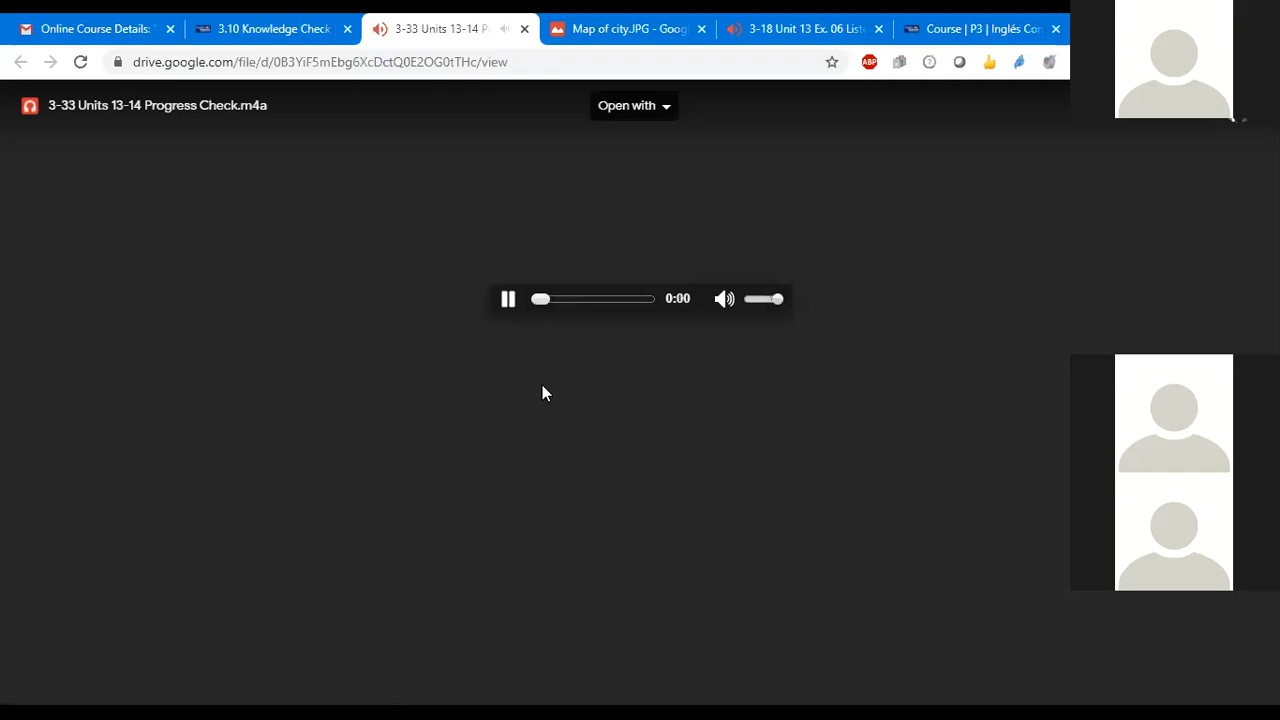 Online Course Details:
3.10 Knowledge Check
3-33 Units 13-14 P
Map of city.JPG - Goog
3-18 Unit 13 Ex. 06 Liste
Course | P3 | Inglés Cor
drive.google.com/file/d/0B3YiF5mEbgrXcDctQ0E2OG0tTHc/view
ABP
3-33 Units 13-14 Progress Check.m4a
Open with
0:00